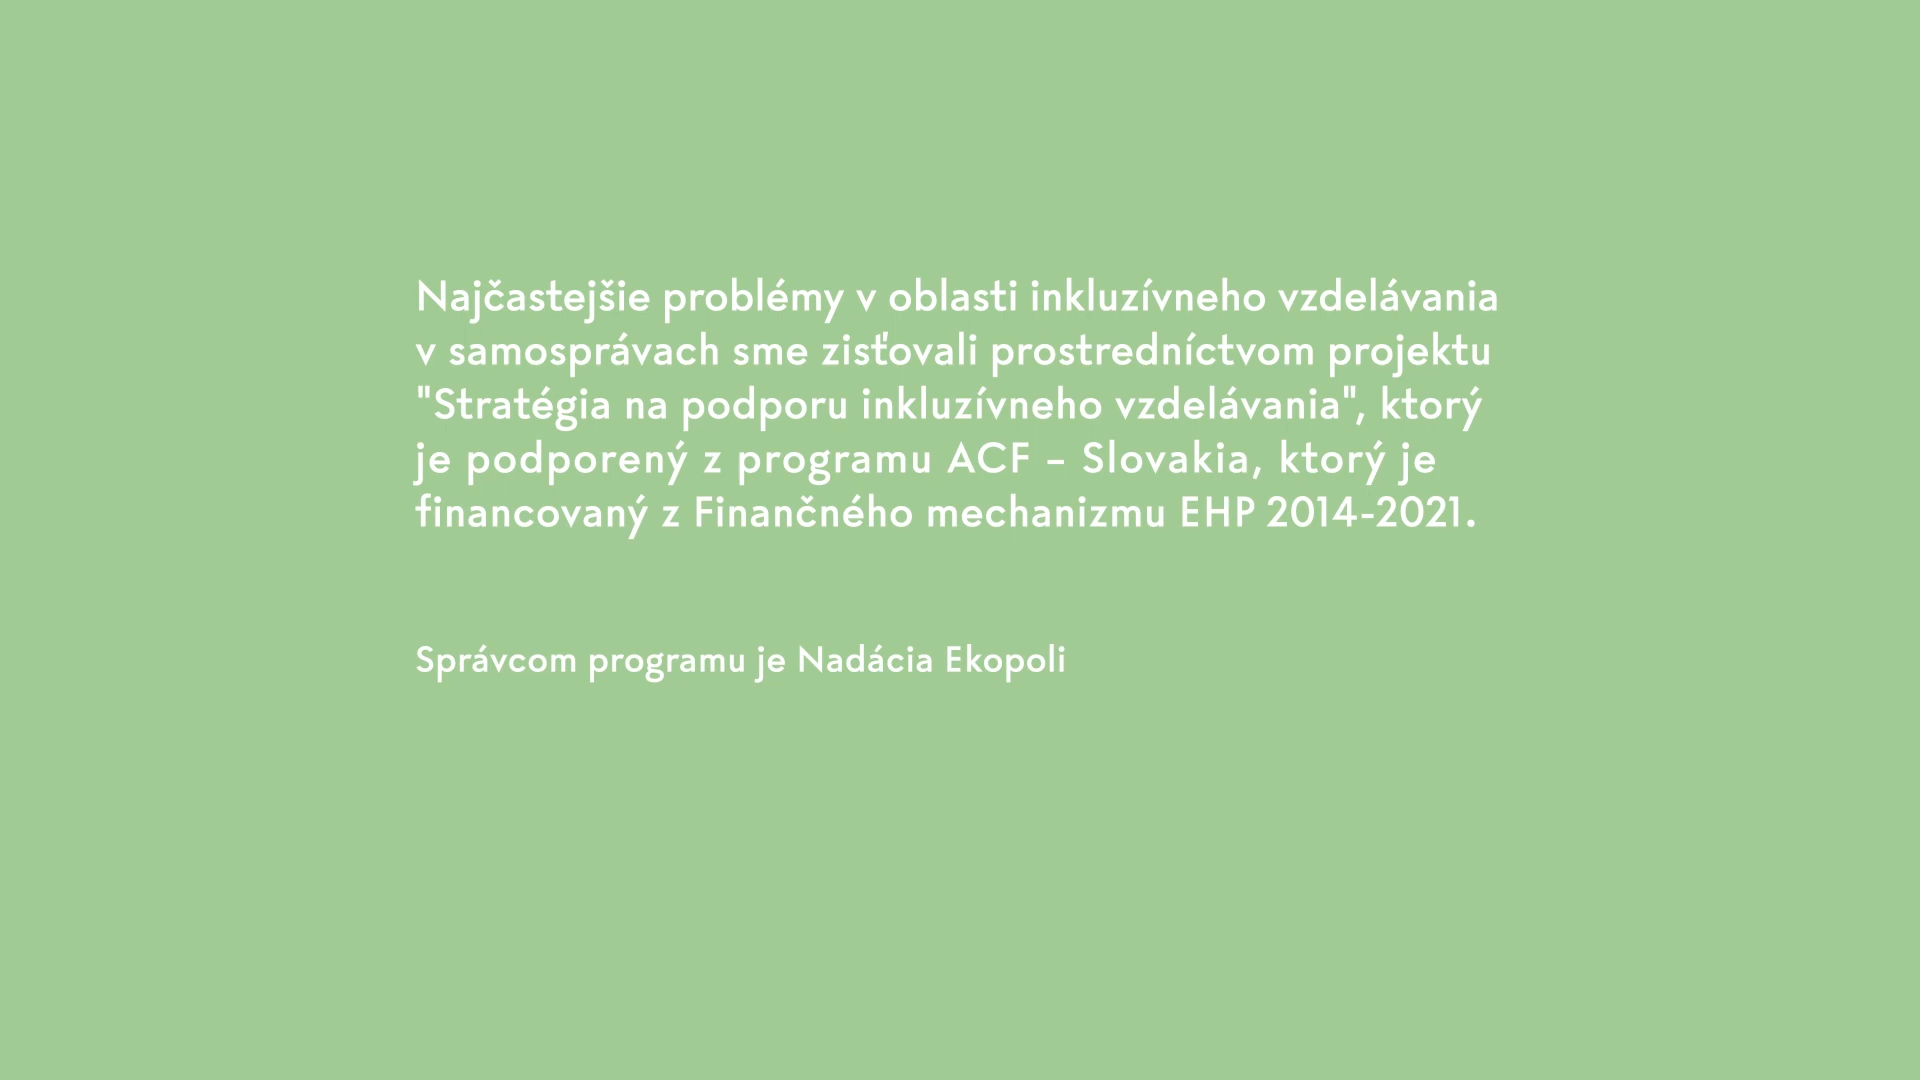 Najčastejšie problémy v oblasti inkluzívneho vzdelávania
v samosprávach sme zisťovali prostredníctvom projektu
"Stratégia na podporu inkluzívneho vzdelávania", ktorý
je podporený z programu ACF – Slovakia, ktorý je
financovaný z Finančného mechanizmu EHP 2014-2021.
Správcom programu je Nadácia Ekopoli